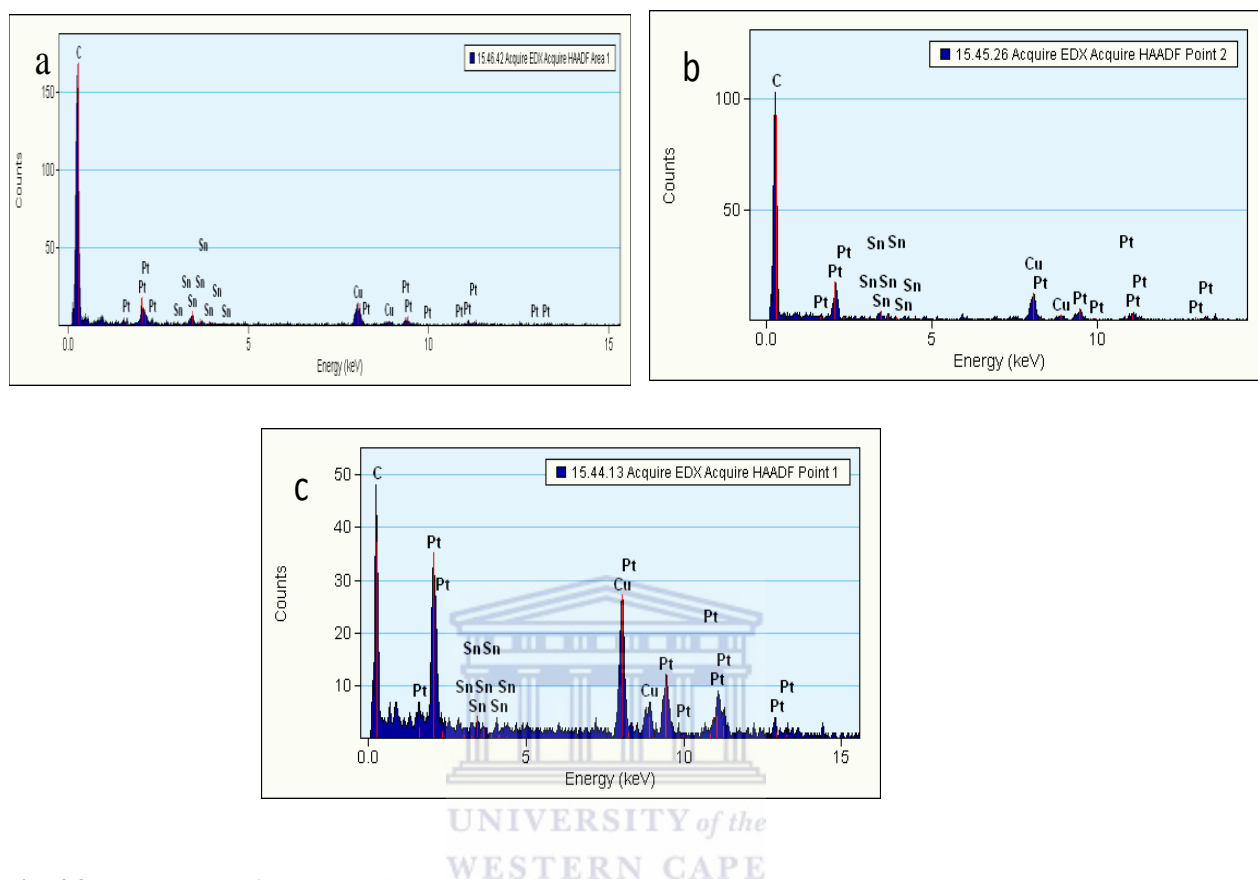 a
15.46.42 Acquire EDX Acquire HAADF Area 1
C
150
100
50
Counts
Sn
Pt
Sn Sn
Pt
Sn
Pt
Pt
Sn
Sn
Sn
Sn
Cu
Pt
Cu
Pt
Pt
Pt
Pt
Pt Pt
Pt Pt
0.0 5 10 15
Energy (keV)
b
15.45.26 Acquire EDX Acquire HAADF Point 2
C
100
50
Counts
Pt
Sn Sn
Pt
Pt
Sn Sn Sn
Pt
Sn Sn
Cu
Pt
Cu
Pt
Pt
Pt
Pt
Pt
Pt
Pt
0.0 5 10
Energy (keV)
c
15.44.13 Acquire EDX Acquire HAADF Point 1
C
50
40
30
20
10
Counts
Pt
Pt
Pt
Sn Sn
Sn Sn Sn
Sn Sn
Pt
Cu
Cu
Pt
Pt
Pt
Pt
Pt
Pt
Pt
0.0 5 10 15
Energy (keV)
UNIVERSITY of the
WESTERN CAPE